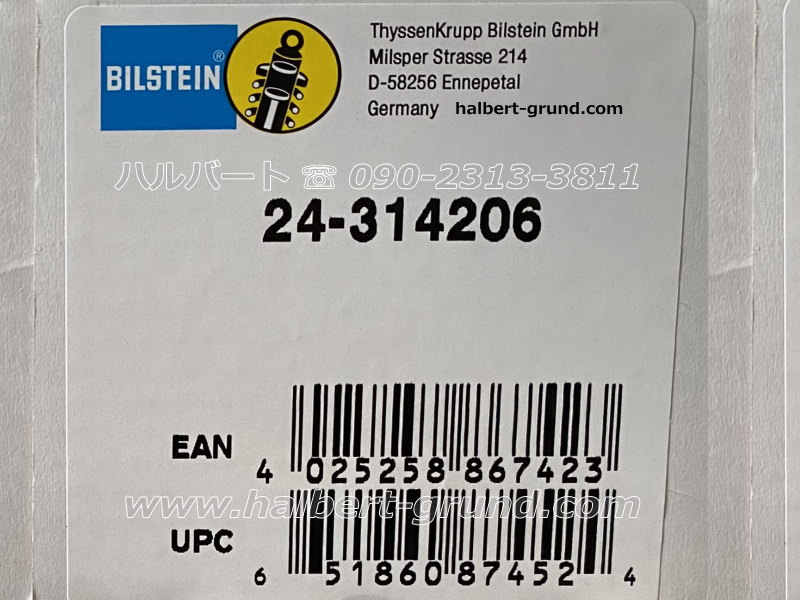 BILSTEIN®
ThyssenKrupp Bilstein GmbH
Milsper Strasse 214
D-58256 Ennepetal
Germany halbert-grund.com
ハルバート ☎ 090-2313-3811
24-314206
EAN
4 025258 867423
www.halbert-grund.com
UPC
6 51860 87452 4